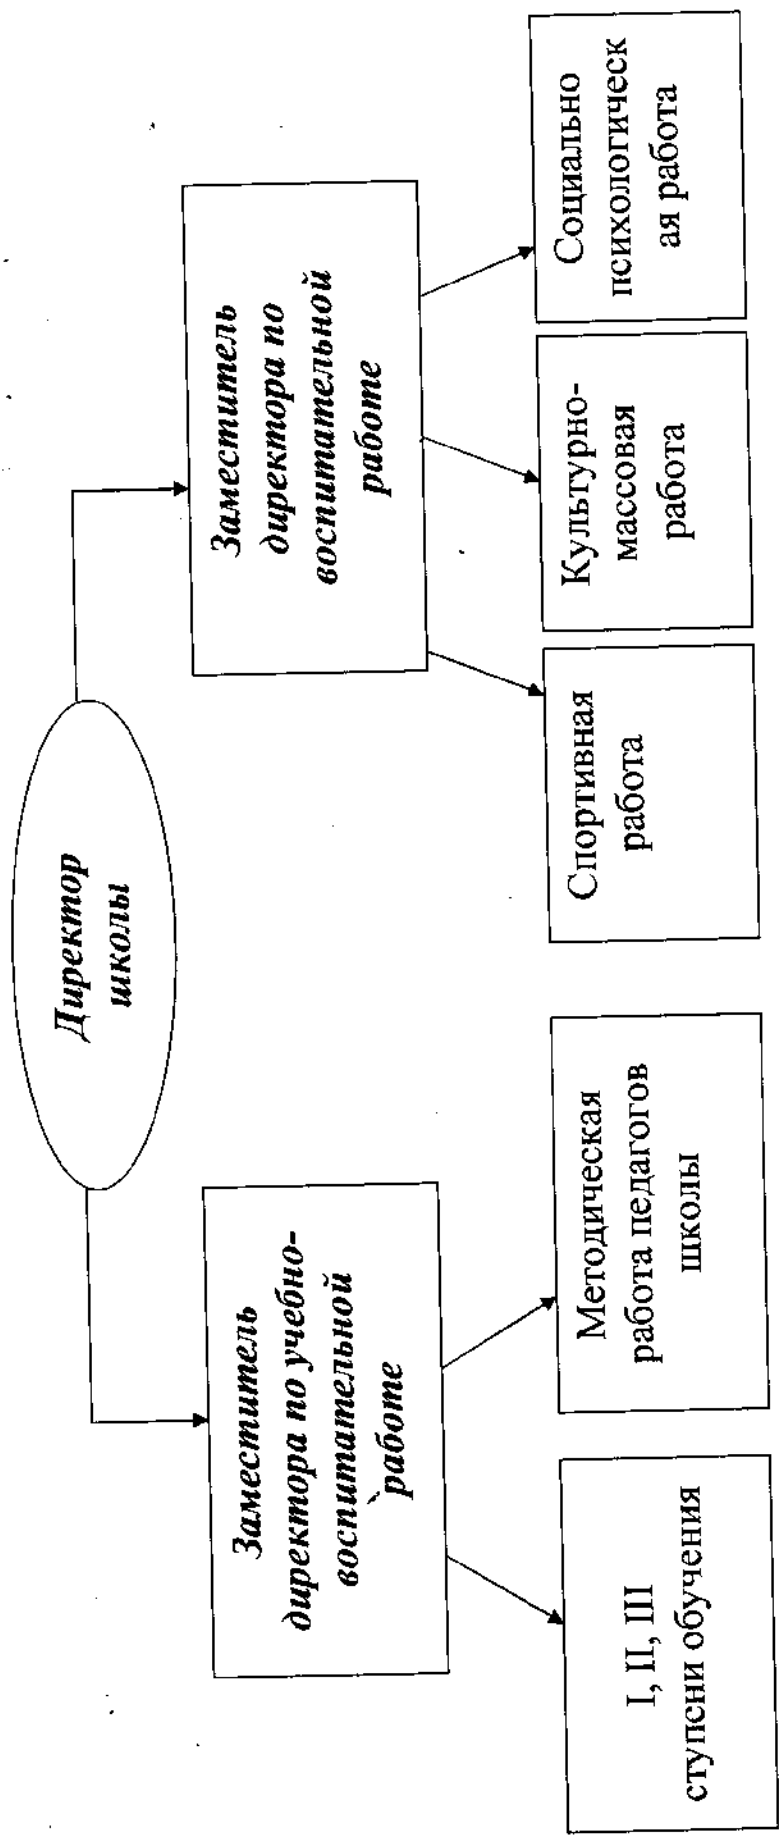 Директор
школы
Заместитель
директора по учебно-
воспитательной
работе
Заместитель
директора по
воспитательной
работе
I, II, III
ступени обучения
Методическая
работа педагогов
школы
Спортивная
работа
Культурно-
массовая
работа
Социально
психологическ
ая работа